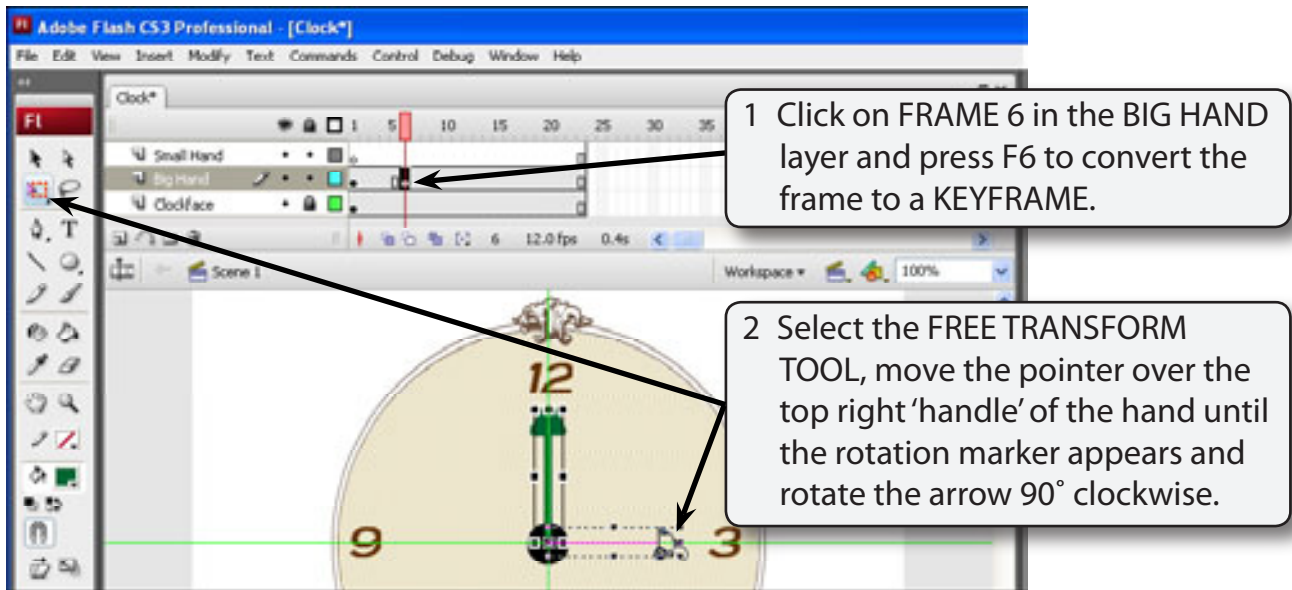 Adobe Flash CS3 Professional - [Clock*]
File Edit View Insert Modify Text Commands Control Debug Window Help
Clock*
Fl
1 5 10 15 20 25 30 35
Small Hand
Big Hand
Clockface
6 12.0 fps 0.4s
Scene 1
Workspace
100%
T
1 Click on FRAME 6 in the BIG HAND
layer and press F6 to convert the
frame to a KEYFRAME.
2 Select the FREE TRANSFORM
TOOL, move the pointer over the
top right ‘handle’ of the hand until
the rotation marker appears and
rotate the arrow 90˚ clockwise.
12
9
3